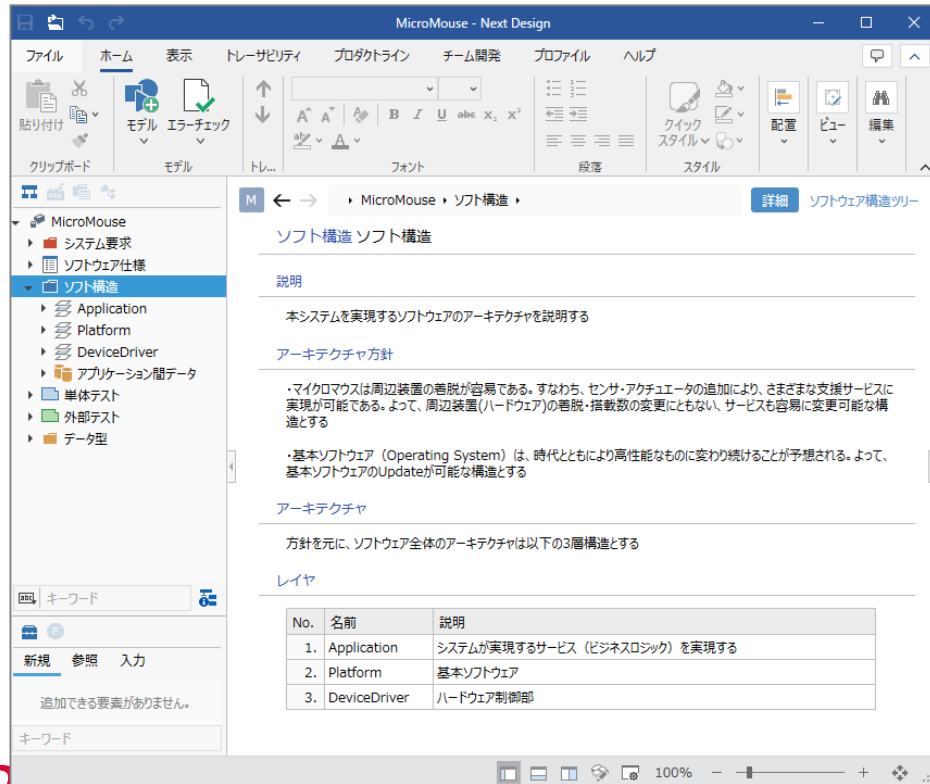 MicroMouse - Next Design
ファイル ホーム 表示 トレーサビリティ プロダクトライン チーム開発 プロファイル ヘルプ
貼り付け モデル エラーチェック A A B I U abc X₂ X² ab A クイック スタイル 配置 ビュー 編集
クリップボード モデル トレ... フォント 段落 スタイル
M MicroMouse ソフト構造 詳細 ソフトウェア構造ツリー
MicroMouse
システム要求
ソフトウェア仕様
ソフト構造
Application
Platform
DeviceDriver
アプリケーション間データ
単体テスト
外部テスト
データ型
abc キーワード
F
新規 参照 入力
追加できる要素がありません。
キーワード
ソフト構造 ソフト構造
説明
本システムを実現するソフトウェアのアーキテクチャを説明する
アーキテクチャ方針
・マイクロマウスは周辺装置の着脱が容易である。すなわち、センサ・アクチュエータの追加により、さまざまな支援サービスに
実現が可能である。よって、周辺装置(ハードウェア)の着脱・搭載数の変更にともない、サービスも容易に変更可能な構
造とする
・基本ソフトウェア（Operating System）は、時代とともにより高性能なものに変わり続けることが予想される。よって、
基本ソフトウェアのUpdateが可能な構造とする
アーキテクチャ
方針を元に、ソフトウェア全体のアーキテクチャは以下の3層構造とする
レイヤ
No. 名前 説明
1. Application システムが実現するサービス（ビジネスロジック）を実現する
2. Platform 基本ソフトウェア
3. DeviceDriver ハードウェア制御部
100%